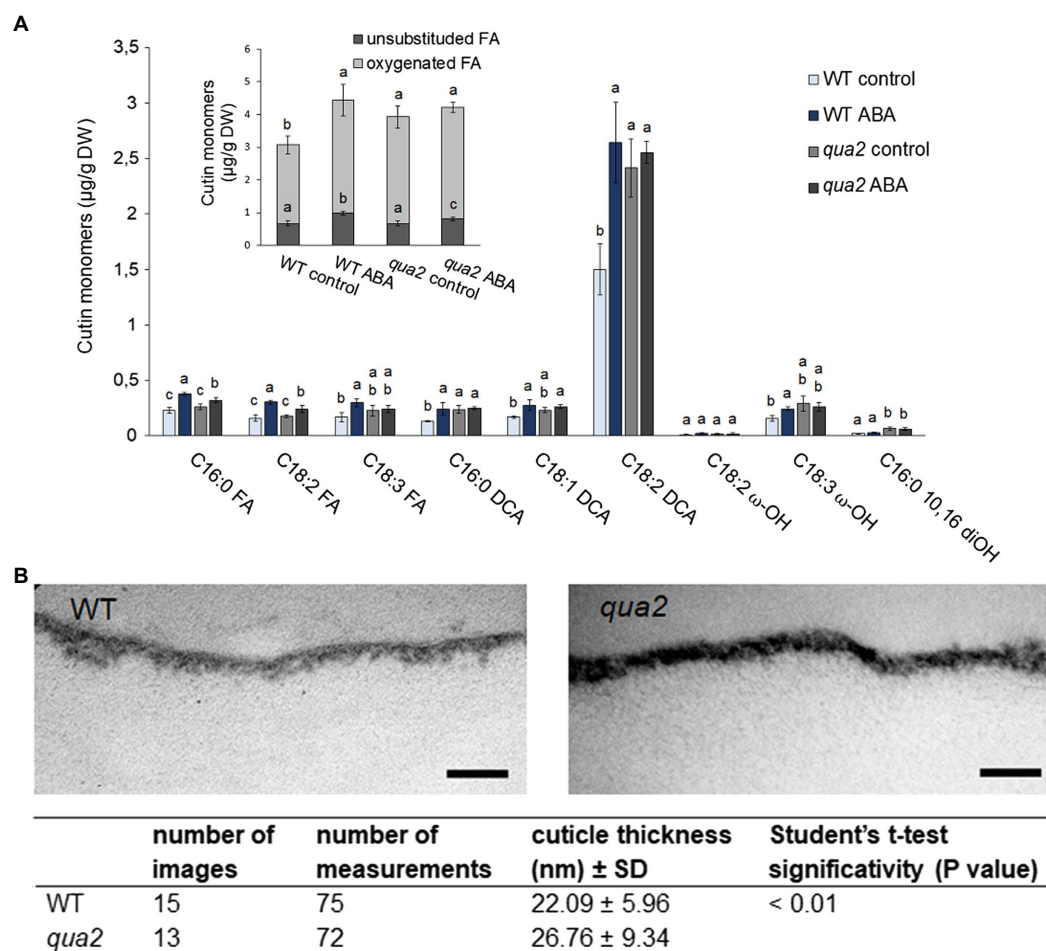 A
3,5
3
2,5
2
1,5
1
0,5
0
Cutin monomers (µg/g DW)
unsubstituded FA
oxygenated FA
6
5
4
3
2
1
0
Cutin monomers
(µg/g DW)
b
a
a
a
a
b
a
c
WT control
WT ABA
qua2 control
qua2 ABA
WT control
WT ABA
qua2 control
qua2 ABA
c a c b
c a c b
b a a b a b
b a a a
b a a b a
b a a a
a a a a
b a a b a b
a a b b
C16:0 FA
C18:2 FA
C18:3 FA
C16:0 DCA
C18:1 DCA
C18:2 DCA
C18:2 ω-OH
C18:3 ω-OH
C16:0 10, 16 diOH
B
WT
qua2
number of images number of measurements cuticle thickness (nm) ± SD Student's t-test significativity (P value)
WT 15 75 22.09 ± 5.96 < 0.01
qua2 13 72 26.76 ± 9.34